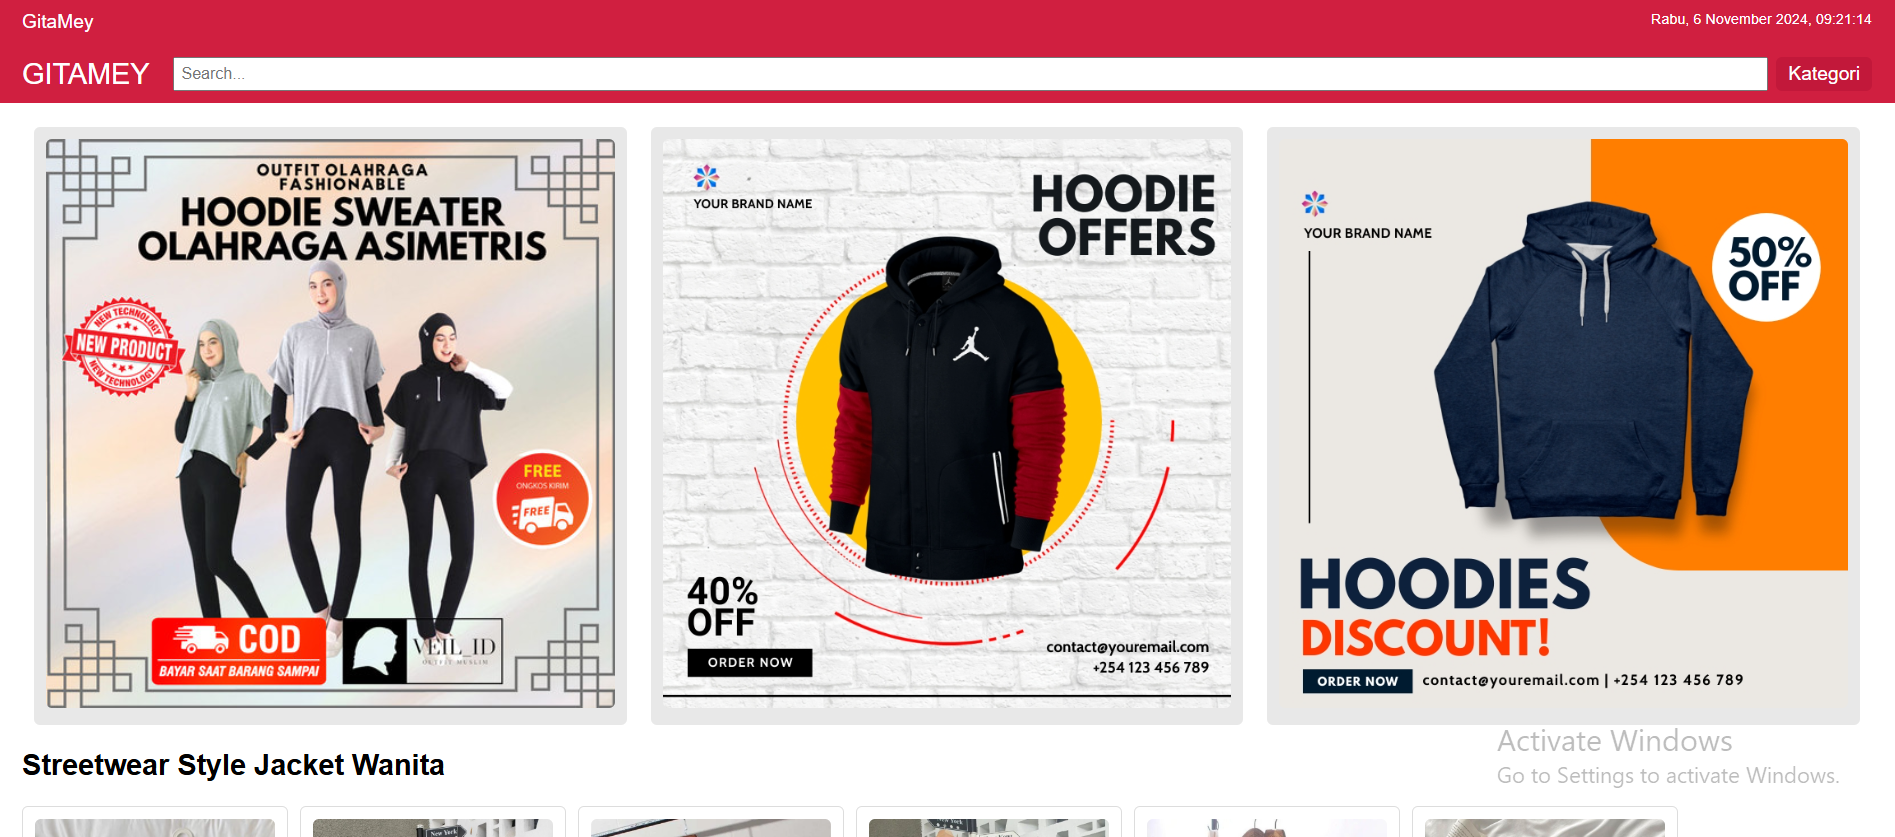 GitaMey
Rabu, 6 November 2024, 09:21:14
GITAMEY
Search...
Kategori
OUTFIT OLAHRAGA
FASHIONABLE
HOODIE SWEATER
OLAHRAGA ASIMETRIS
NEW TECHNOLOGY
NEW PRODUCT
NEW TECHNOLOGY
FREE
ONGKOS KIRIM
FREE
COD
BAYAR SAAT BARANG SAMPAI
VEIL_ID
OUTFIT MUSLIM
YOUR BRAND NAME
HOODIE
OFFERS
40%
OFF
ORDER NOW
contact@youremail.com
+254 123 456 789
YOUR BRAND NAME
50%
OFF
HOODIES
DISCOUNT!
ORDER NOW
contact@youremail.com | +254 123 456 789
Streetwear Style Jacket Wanita
Activate Windows
Go to Settings to activate Windows.
New York